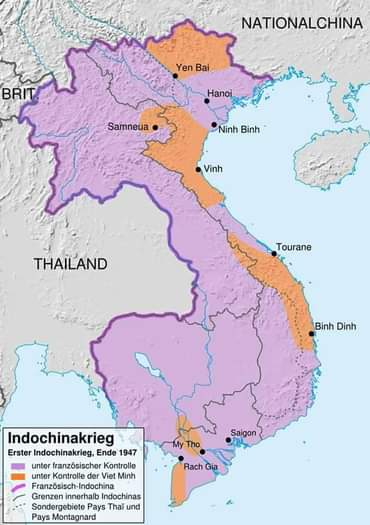 NATIONALCHINA
Yen Bai
BRIT
Hanoi
Samneua
Ninh Binh
Vinh
THAILAND
Tourane
Binh Dinh
Saigon
My Tho
Rach Gia
Indochinakrieg
Erster Indochinakrieg, Ende 1947
unter französischer Kontrolle
unter Kontrolle der Viet Minh
Französisch-Indochina
Grenzen innerhalb Indochinas
Sondergebiete Pays Thaï und
Pays Montagnard